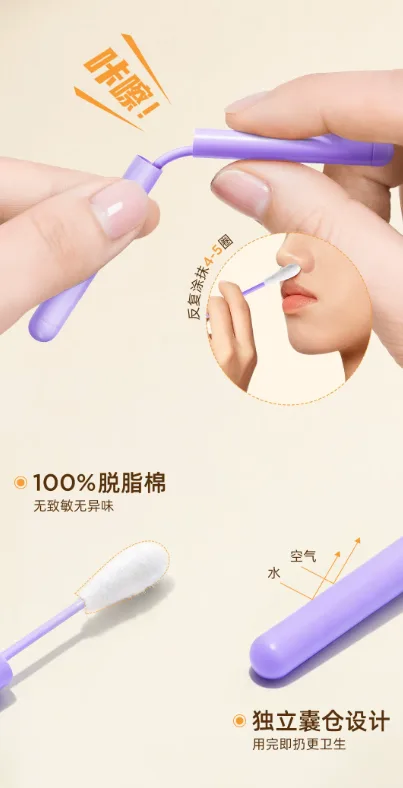 咔嚓!
反复涂抹4-5圈
100%脱脂棉
无致敏无异味
空气
水
独立囊仓设计
用完即扔更卫生